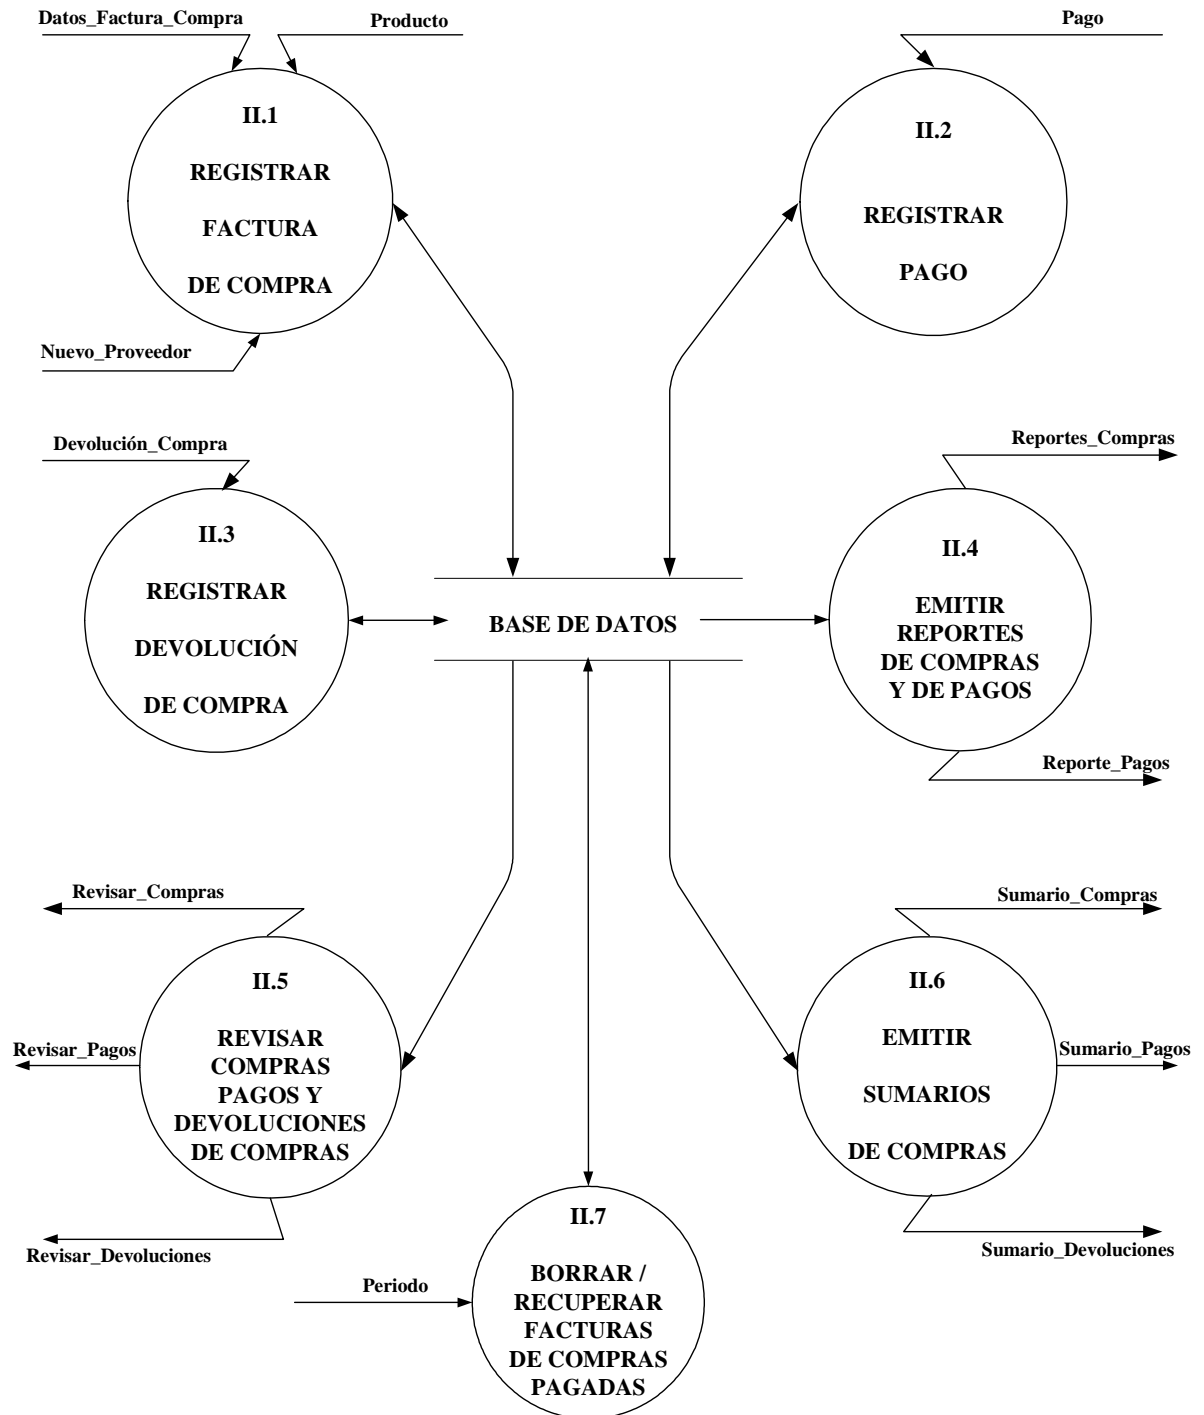 Datos_Factura_Compra
Producto
Pago
II.1
REGISTRAR
FACTURA
DE COMPRA
II.2
REGISTRAR
PAGO
Nuevo_Proveedor
Devolución_Compra
Reportes_Compras
II.3
REGISTRAR
DEVOLUCIÓN
DE COMPRA
BASE DE DATOS
II.4
EMITIR
REPORTES
DE COMPRAS
Y DE PAGOS
Reporte_Pagos
Revisar_Compras
Sumario_Compras
II.5
REVISAR
COMPRAS
PAGOS Y
DEVOLUCIONES
DE COMPRAS
Revisar_Pagos
II.6
EMITIR
SUMARIOS
DE COMPRAS
Sumario_Pagos
Revisar_Devoluciones
Sumario_Devoluciones
Periodo
II.7
BORRAR /
RECUPERAR
FACTURAS
DE COMPRAS
PAGADAS